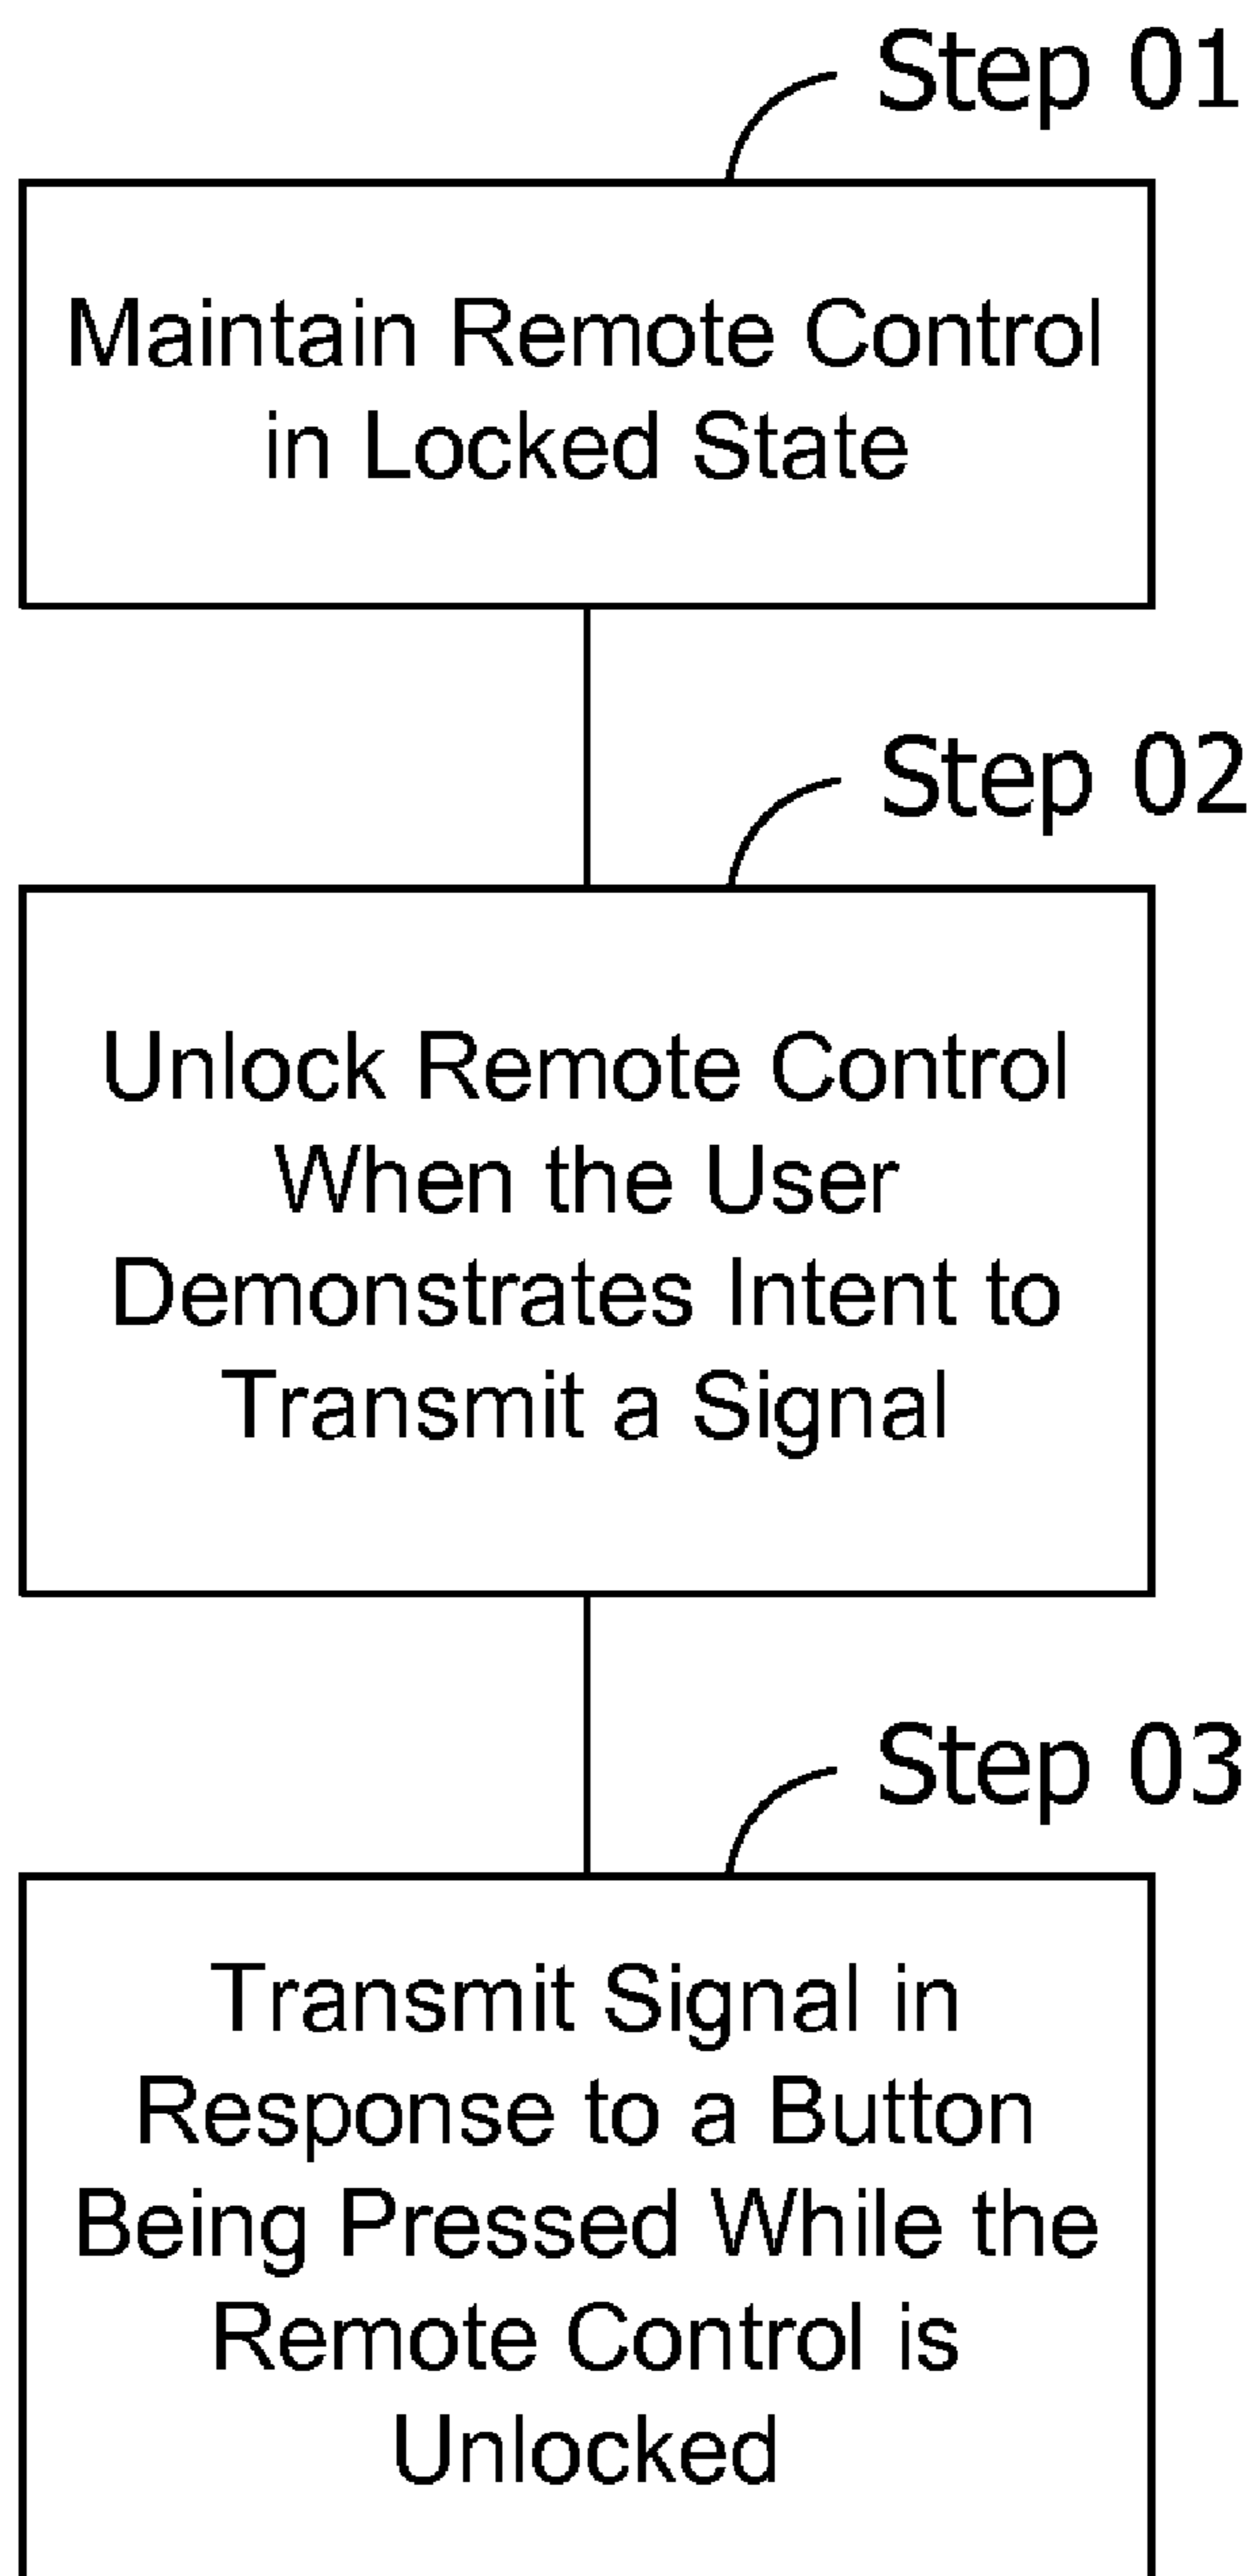 Step 01
Maintain Remote Control
in Locked State
Step 02
Unlock Remote Control
When the User
Demonstrates Intent to
Transmit a Signal
Step 03
Transmit Signal in
Response to a Button
Being Pressed While the
Remote Control is
Unlocked